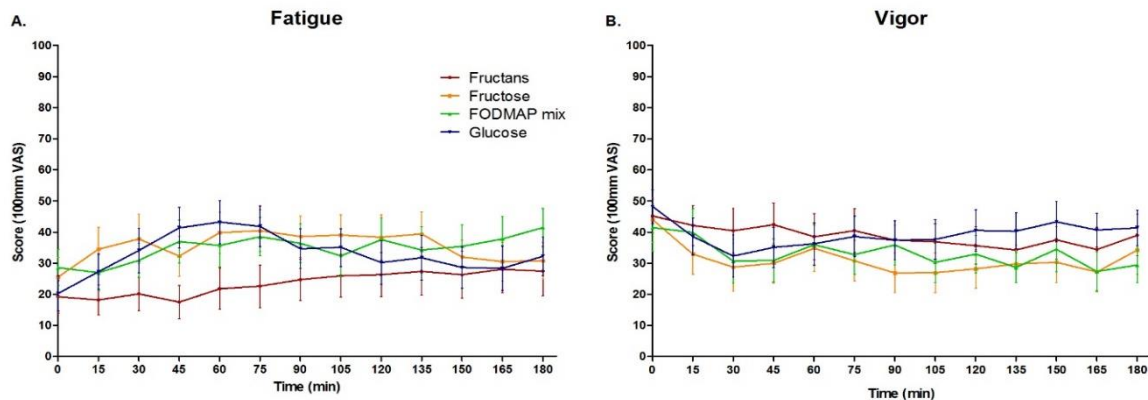 A.
Fatigue
100
90
80
70
60
50
40
30
20
10
0
Score (100mm VAS)
Fructans
Fructose
FODMAP mix
Glucose
0 15 30 45 60 75 90 105 120 135 150 165 180
Time (min)
B.
Vigor
100
90
80
70
60
50
40
30
20
10
0
Score (100mm VAS)
0 15 30 45 60 75 90 105 120 135 150 165 180
Time (min)